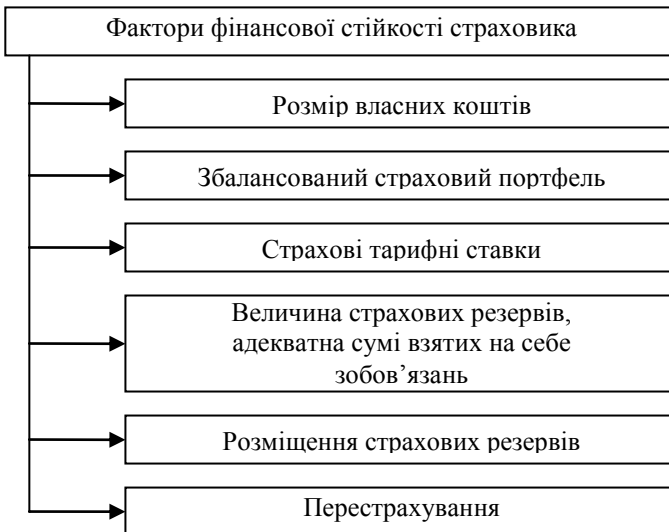 Фактори фінансової стійкості страховика
Розмір власних коштів
Збалансований страховий портфель
Страхові тарифні ставки
Величина страхових резервів,
адекватна сумі взятих на себе
зобов’язань
Розміщення страхових резервів
Перестрахування